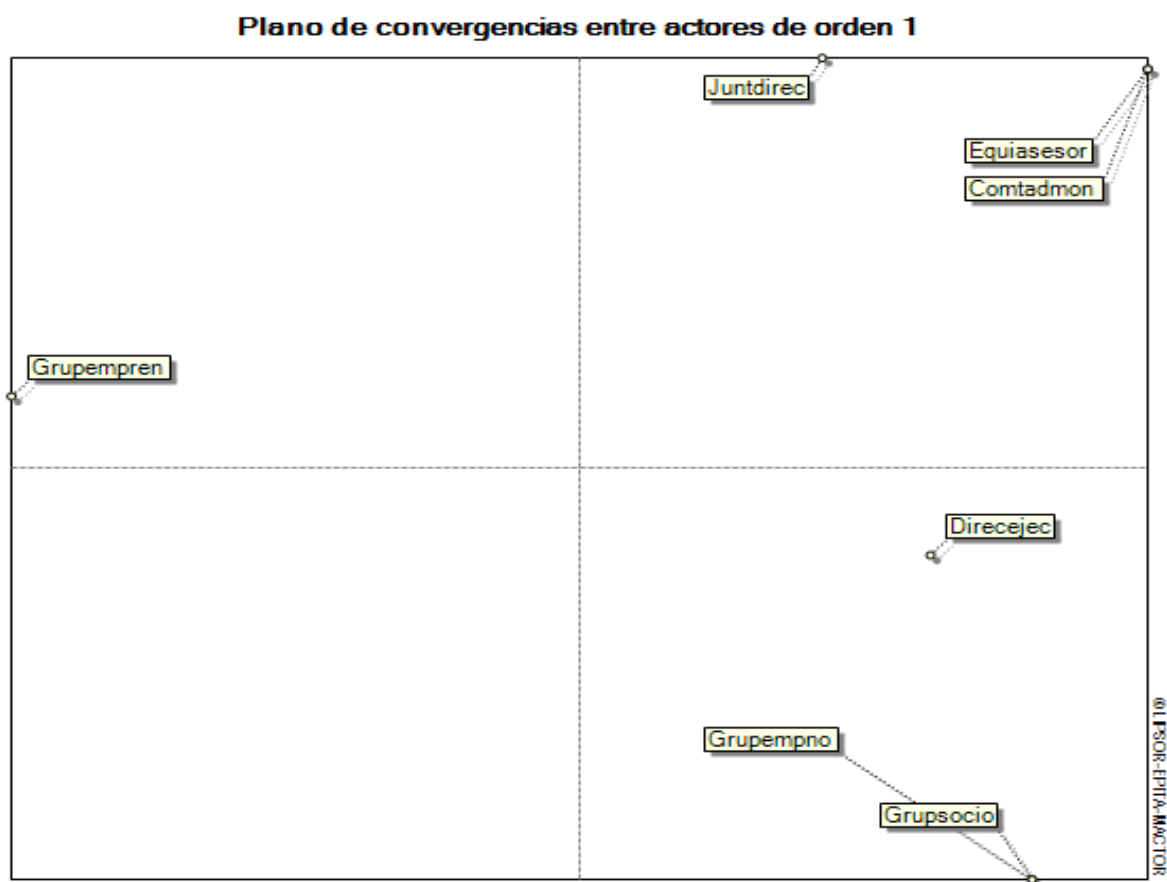 Plano de convergencias entre actores de orden 1
Juntdirec
Equiasesor
Comtadmon
Grupempren
Direcejec
Grupempno
Grupsocio
©LIPSOR-EPITA-MACTOR